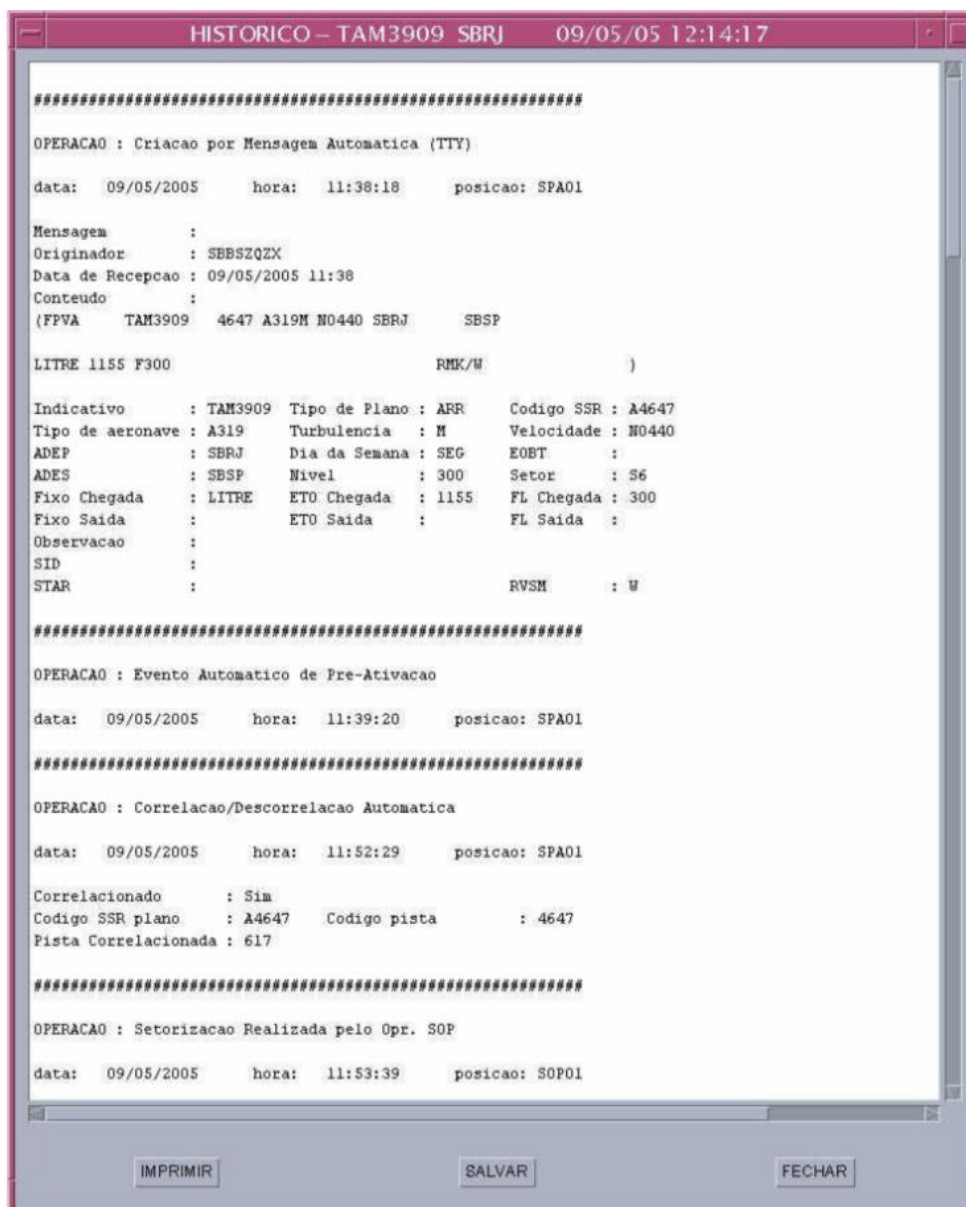 HISTORICO – TAM3909 SBRJ 09/05/05 12:14:17
############################################################
OPERACAO : Criacao por Mensagem Automatica (TTY)
data: 09/05/2005 hora: 11:38:18 posicao: SPA01
Mensagem :
Originador : SBBSZQZX
Data de Recepcao : 09/05/2005 11:38
Conteudo :
(FPVA TAM3909 4647 A319M N0440 SBRJ SBSP
LITRE 1155 F300 RMK/W )
Indicativo : TAM3909 Tipo de Plano : ARR Codigo SSR : A4647
Tipo de aeronave : A319 Turbulencia : M Velocidade : N0440
ADEP : SBRJ Dia da Semana : SEG EOBT :
ADES : SBSP Nivel : 300 Setor : S6
Fixo Chegada : LITRE ETO Chegada : 1155 FL Chegada : 300
Fixo Saida : ETO Saida : FL Saida :
Observacao :
SID :
STAR : RVSM : W
############################################################
OPERACAO : Evento Automatico de Pre-Ativacao
data: 09/05/2005 hora: 11:39:20 posicao: SPA01
############################################################
OPERACAO : Correlacao/Descorrelacao Automatica
data: 09/05/2005 hora: 11:52:29 posicao: SPA01
Correlacionado : Sim
Codigo SSR plano : A4647 Codigo pista : 4647
Pista Correlacionada : 617
############################################################
OPERACAO : Setorizacao Realizada pelo Opr. SOP
data: 09/05/2005 hora: 11:53:39 posicao: SOP01
IMPRIMIR SALVAR FECHAR